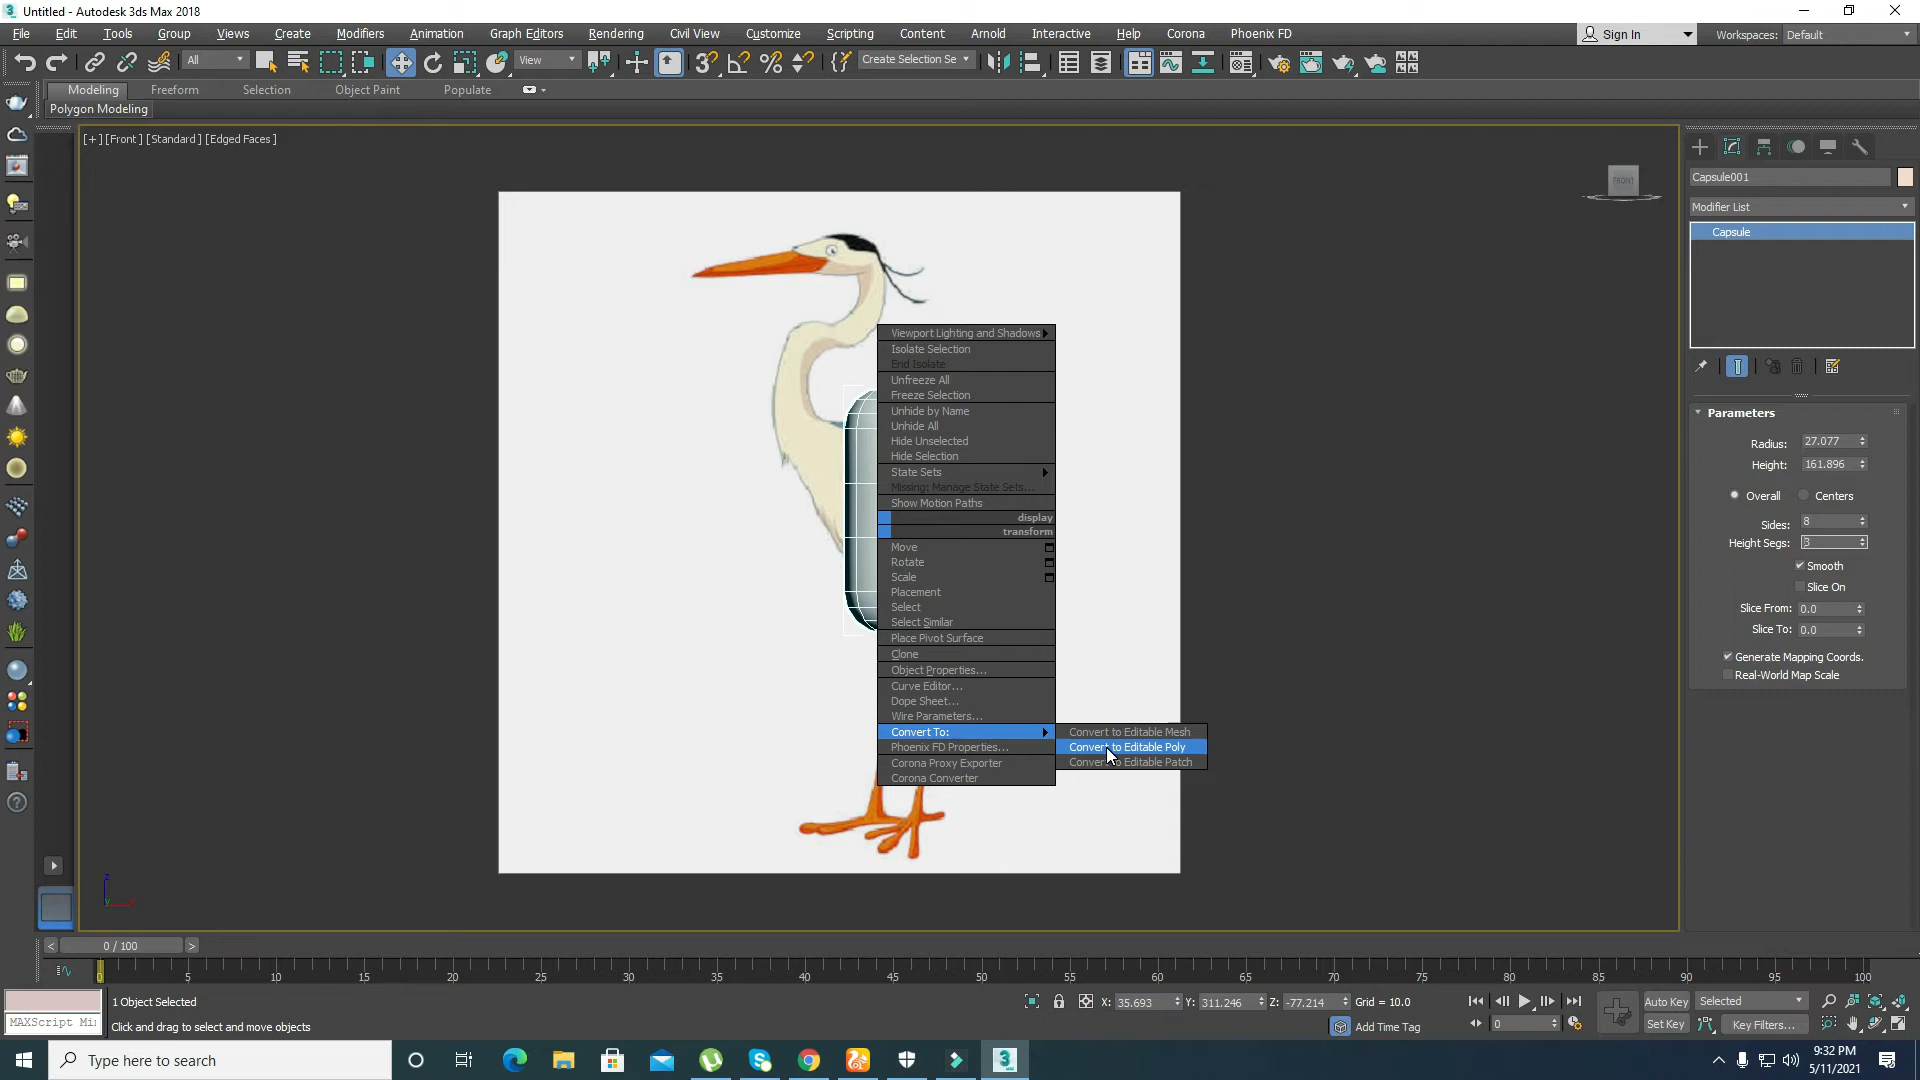 Untitled - Autodesk 3ds Max 2018
File Edit Tools Group Views Create Modifiers Animation Graph Editors Rendering Civil View Customize Scripting Content Arnold Interactive Help Corona Phoenix FD
Sign In Workspaces: Default
All View Create Selection Se
Modeling Freeform Selection Object Paint Populate
Polygon Modeling
[+] [Front] [Standard] [Edged Faces]
FRONT
Capsule001
Modifier List
Capsule
Parameters
Radius: 27.077
Height: 161.896
Overall Centers
Sides: 8
Height Segs: 3
Smooth
Slice On
Slice From: 0.0
Slice To: 0.0
Generate Mapping Coords.
Real-World Map Scale
Viewport Lighting and Shadows
Isolate Selection
End Isolate
Unfreeze All
Freeze Selection
Unhide by Name
Unhide All
Hide Unselected
Hide Selection
State Sets
Missing: Manage State Sets...
Show Motion Paths
display
transform
Move
Rotate
Scale
Placement
Select
Select Similar
Place Pivot Surface
Clone
Object Properties...
Curve Editor...
Dope Sheet...
Wire Parameters...
Convert To:
Phoenix FD Properties...
Corona Proxy Exporter
Corona Converter
Convert to Editable Mesh
Convert to Editable Poly
Convert to Editable Patch
z
0 / 100
0 5 10 15 20 25 30 35 40 45 50 55 60 65 70 75 80 85 90 95 100
1 Object Selected
X: 35.693 Y: 311.246 Z: -77.214 Grid = 10.0
Auto Key Selected
MAXScript Mi
Click and drag to select and move objects
Add Time Tag
0
Set Key Key Filters...
Type here to search
9:32 PM
5/11/2021